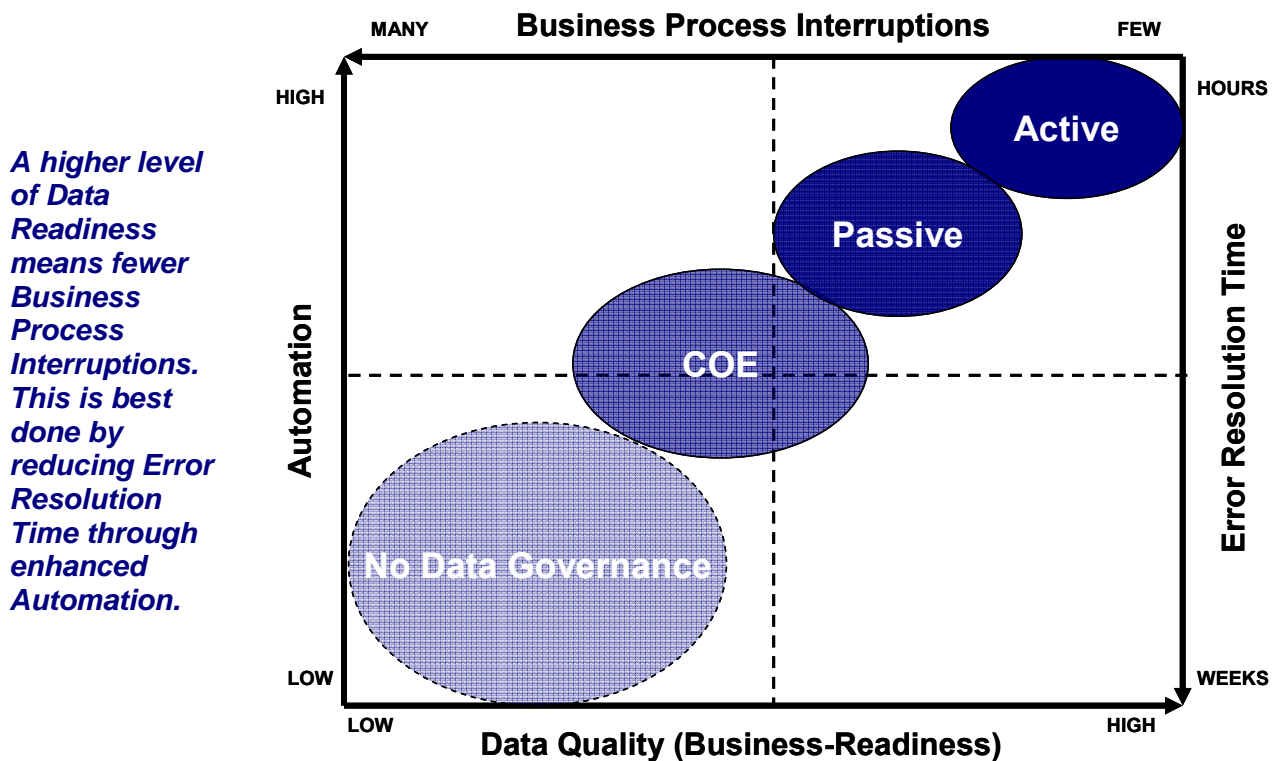 Business Process Interruptions
MANY
FEW
HIGH
HOURS
A higher level
of Data
Readiness
means fewer
Business
Process
Interruptions.
This is best
done by
reducing Error
Resolution
Time through
enhanced
Automation.
Automation
Active
Passive
COE
No Data Governance
Error Resolution Time
LOW
WEEKS
LOW
HIGH
Data Quality (Business-Readiness)